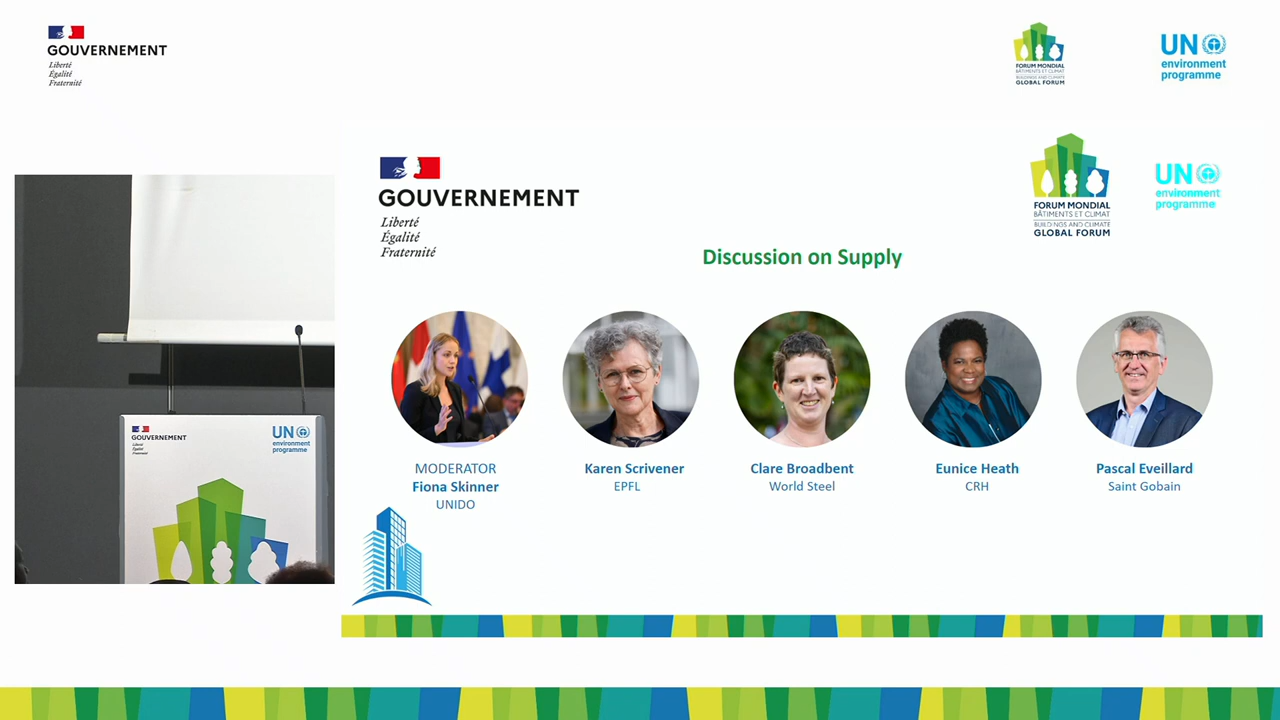 GOUVERNEMENT
Liberté
Égalité
Fraternité
FORUM MONDIAL
BÂTIMENTS ET CLIMAT
BUILDINGS AND CLIMATE
GLOBAL FORUM
UN
environment
programme
GOUVERNEMENT
Liberté
Égalité
Fraternité
FORUM MONDIAL
BÂTIMENTS ET CLIMAT
BUILDINGS AND CLIMATE
GLOBAL FORUM
UN
environment
programme
Discussion on Supply
MODERATOR
Fiona Skinner
UNIDO
Karen Scrivener
EPFL
Clare Broadbent
World Steel
Eunice Heath
CRH
Pascal Eveillard
Saint Gobain
GOUVERNEMENT
Liberté
Égalité
Fraternité
UN
environment
programme